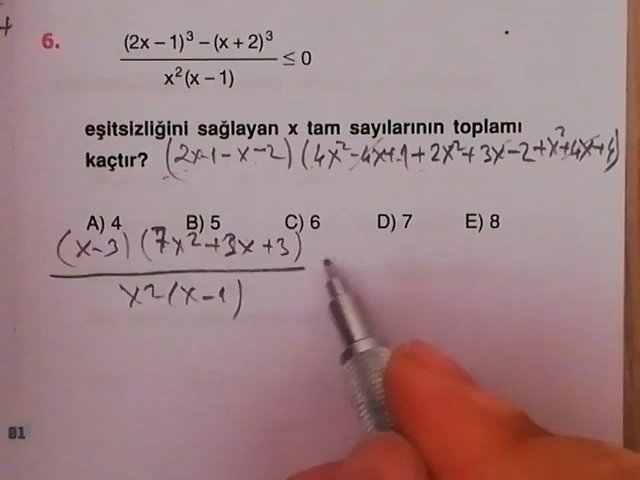 6.
(2x – 1)³ – (x + 2)³
x²(x – 1)
≤ 0
eşitsizliğini sağlayan x tam sayılarının toplamı
kaçtır? (2x-1-x-2)(4x²-4x+1+2x²+3x-2+x²+4x+4)
A) 4 B) 5 C) 6 D) 7 E) 8
(x-3)(7x²+3x+3)
x²(x-1)
81